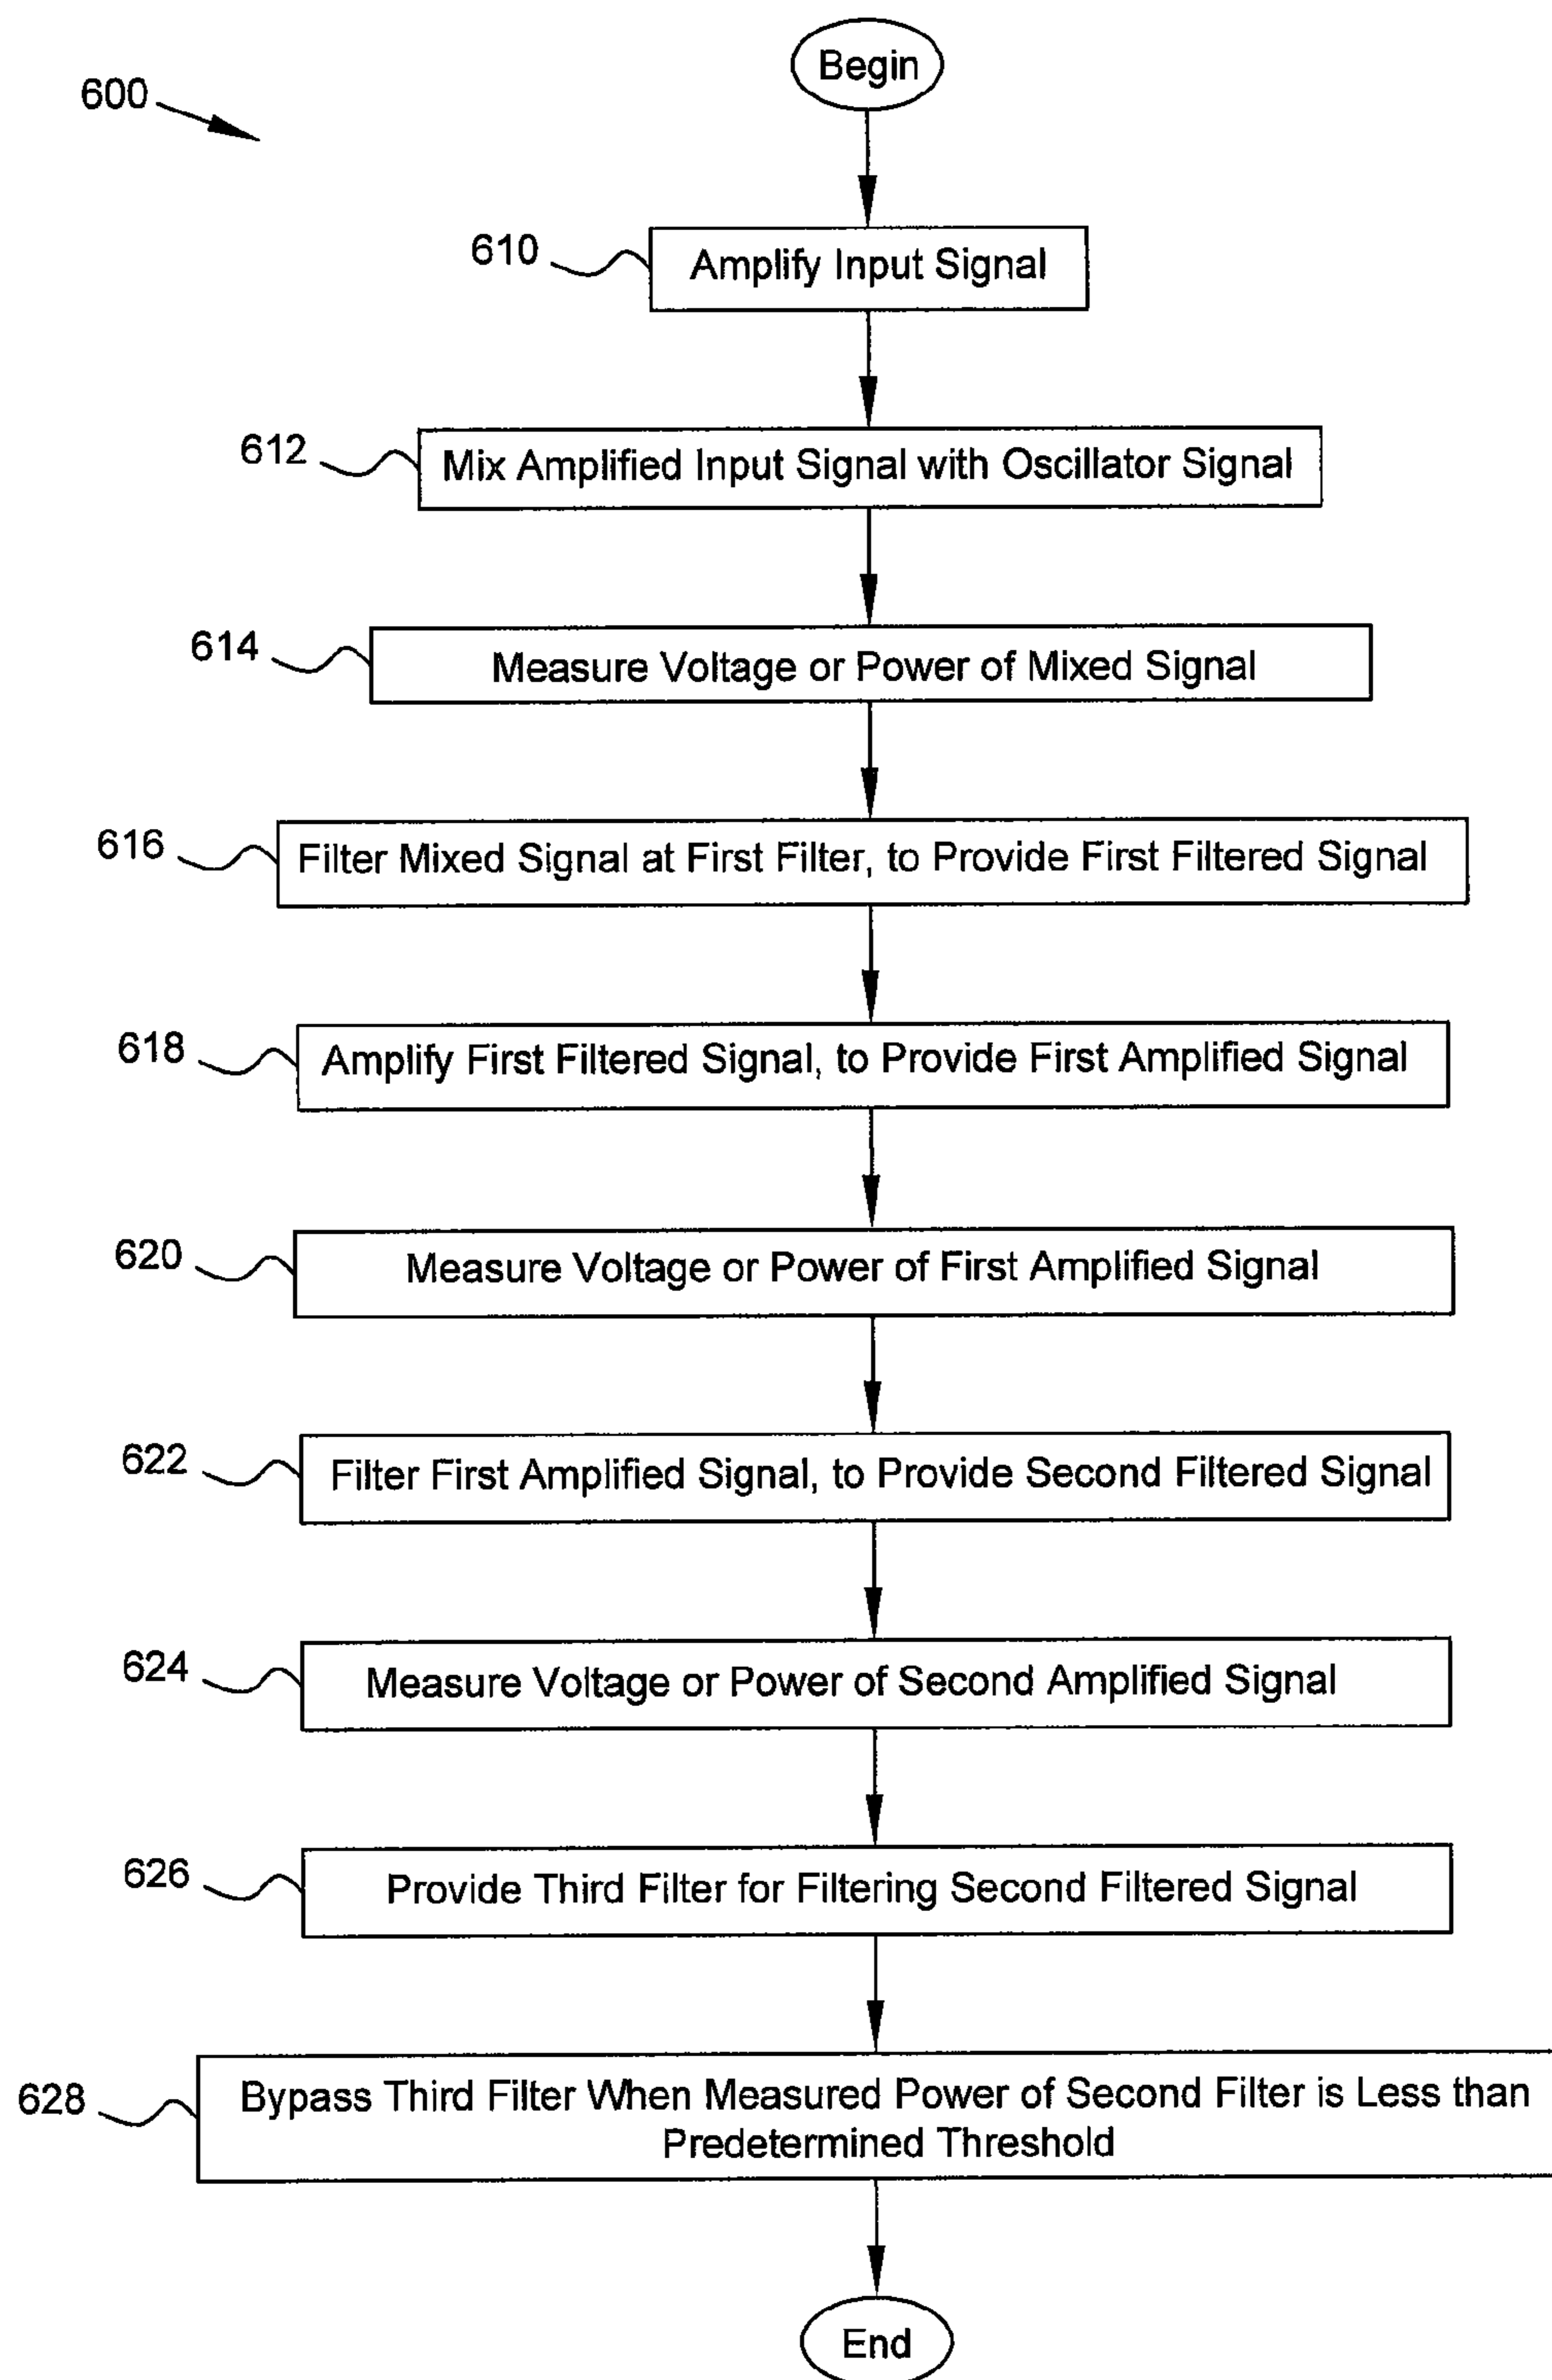 Begin
600
610
Amplify Input Signal
612
Mix Amplified Input Signal with Oscillator Signal
614
Measure Voltage or Power of Mixed Signal
616
Filter Mixed Signal at First Filter, to Provide First Filtered Signal
618
Amplify First Filtered Signal, to Provide First Amplified Signal
620
Measure Voltage or Power of First Amplified Signal
622
Filter First Amplified Signal, to Provide Second Filtered Signal
624
Measure Voltage or Power of Second Amplified Signal
626
Provide Third Filter for Filtering Second Filtered Signal
628
Bypass Third Filter When Measured Power of Second Filter is Less than
Predetermined Threshold
End